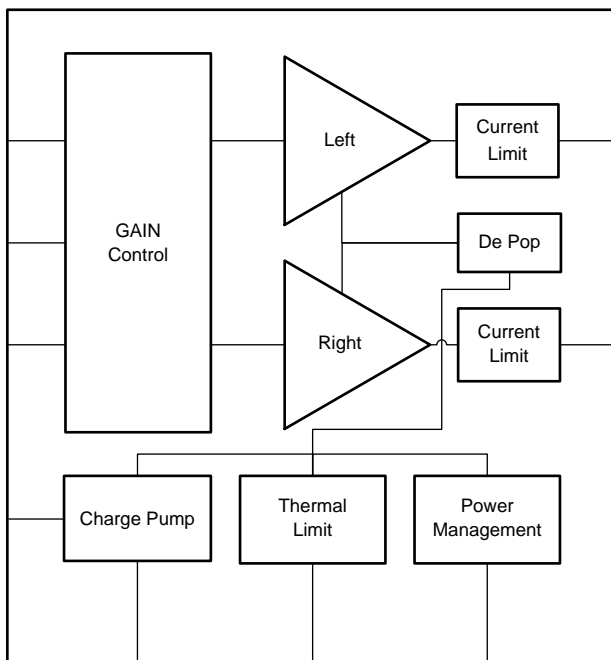 GAIN
Control
Left
Current
Limit
De Pop
Right
Current
Limit
Charge Pump
Thermal
Limit
Power
Management